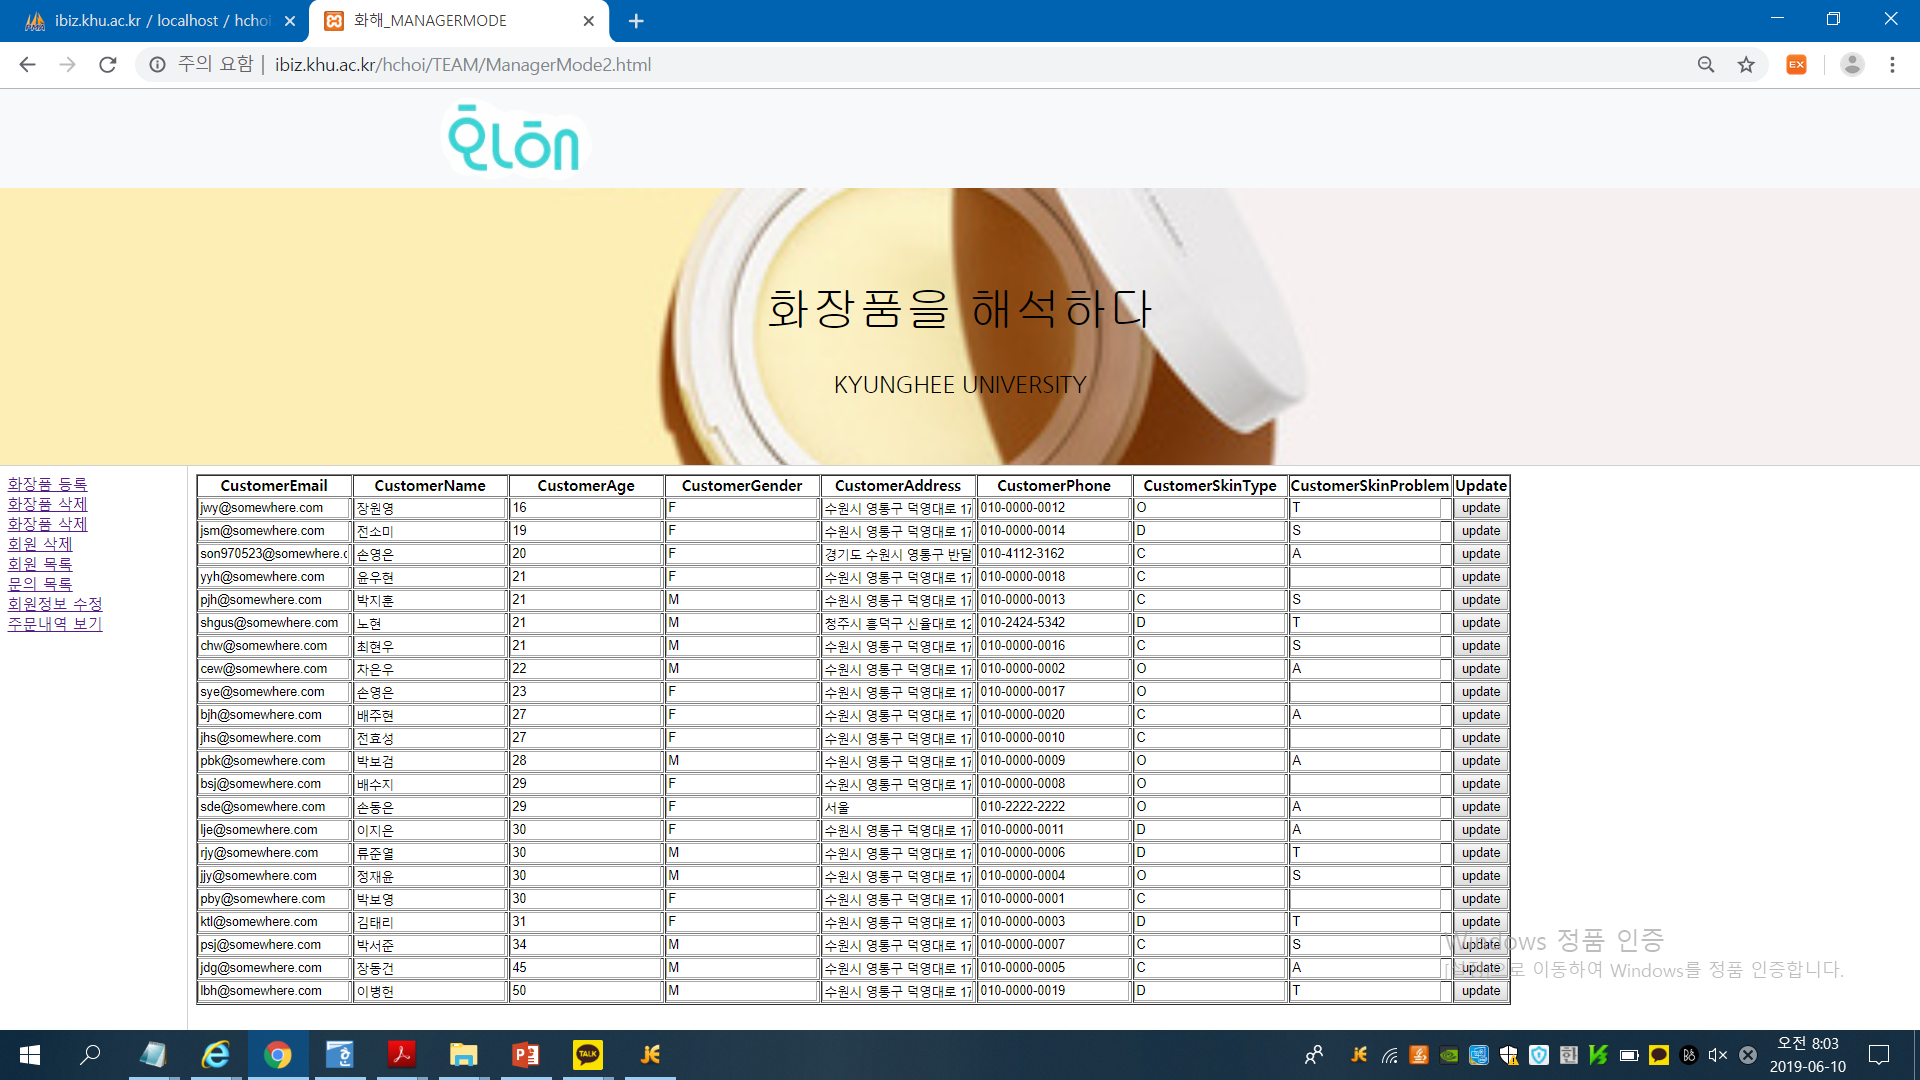 ibiz.khu.ac.kr / localhost / hchoi
화해_MANAGERMODE
주의 요함 | ibiz.khu.ac.kr/hchoi/TEAM/ManagerMode2.html
EX
화장품을 해석하다
KYUNGHEE UNIVERSITY
화장품 등록
화장품 삭제
화장품 삭제
회원 삭제
회원 목록
문의 목록
회원정보 수정
주문내역 보기
CustomerEmail CustomerName CustomerAge CustomerGender CustomerAddress CustomerPhone CustomerSkinType CustomerSkinProblem Update
jwy@somewhere.com 장원영 16 F 수원시 영통구 덕영대로 17 010-0000-0012 O T update
jsm@somewhere.com 전소미 19 F 수원시 영통구 덕영대로 17 010-0000-0014 D S update
son970523@somewhere.c 손영은 20 F 경기도 수원시 영통구 반달 010-4112-3162 C A update
yyh@somewhere.com 윤우현 21 F 수원시 영통구 덕영대로 17 010-0000-0018 C update
pjh@somewhere.com 박지훈 21 M 수원시 영통구 덕영대로 17 010-0000-0013 C S update
shgus@somewhere.com 노현 21 M 청주시 흥덕구 신율대로 12 010-2424-5342 D T update
chw@somewhere.com 최현우 21 M 수원시 영통구 덕영대로 17 010-0000-0016 C S update
cew@somewhere.com 차은우 22 M 수원시 영통구 덕영대로 17 010-0000-0002 O A update
sye@somewhere.com 손영은 23 F 수원시 영통구 덕영대로 17 010-0000-0017 O update
bjh@somewhere.com 배주현 27 F 수원시 영통구 덕영대로 17 010-0000-0020 C A update
jhs@somewhere.com 전효성 27 F 수원시 영통구 덕영대로 17 010-0000-0010 C update
pbk@somewhere.com 박보검 28 M 수원시 영통구 덕영대로 17 010-0000-0009 O A update
bsj@somewhere.com 배수지 29 F 수원시 영통구 덕영대로 17 010-0000-0008 O update
sde@somewhere.com 손동은 29 F 서울 010-2222-2222 O A update
lje@somewhere.com 이지은 30 F 수원시 영통구 덕영대로 17 010-0000-0011 D A update
rjy@somewhere.com 류준열 30 M 수원시 영통구 덕영대로 17 010-0000-0006 D T update
jjy@somewhere.com 정재윤 30 M 수원시 영통구 덕영대로 17 010-0000-0004 O S update
pby@somewhere.com 박보영 30 F 수원시 영통구 덕영대로 17 010-0000-0001 C update
ktl@somewhere.com 김태리 31 F 수원시 영통구 덕영대로 17 010-0000-0003 D T update
psj@somewhere.com 박서준 34 M 수원시 영통구 덕영대로 17 010-0000-0007 C S update
jdg@somewhere.com 장동건 45 M 수원시 영통구 덕영대로 17 010-0000-0005 C A update
lbh@somewhere.com 이병헌 50 M 수원시 영통구 덕영대로 17 010-0000-0019 D T update
Windows 정품 인증
[설정]으로 이동하여 Windows를 정품 인증합니다.
TALK
오전 8:03
2019-06-10